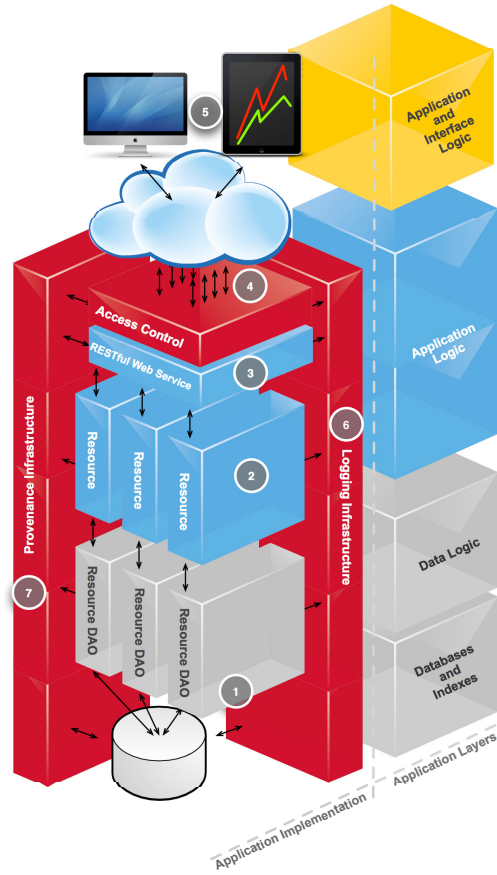 Application
and
Interface
Logic
5
4
Access Control
RESTful Web Service
3
Application
Logic
Provenance Infrastructure
Resource
Resource
Resource
2
6
Logging Infrastructure
Data Logic
7
Resource DAO
Resource DAO
Resource DAO
1
Databases
and
Indexes
Application Implementation
Application Layers